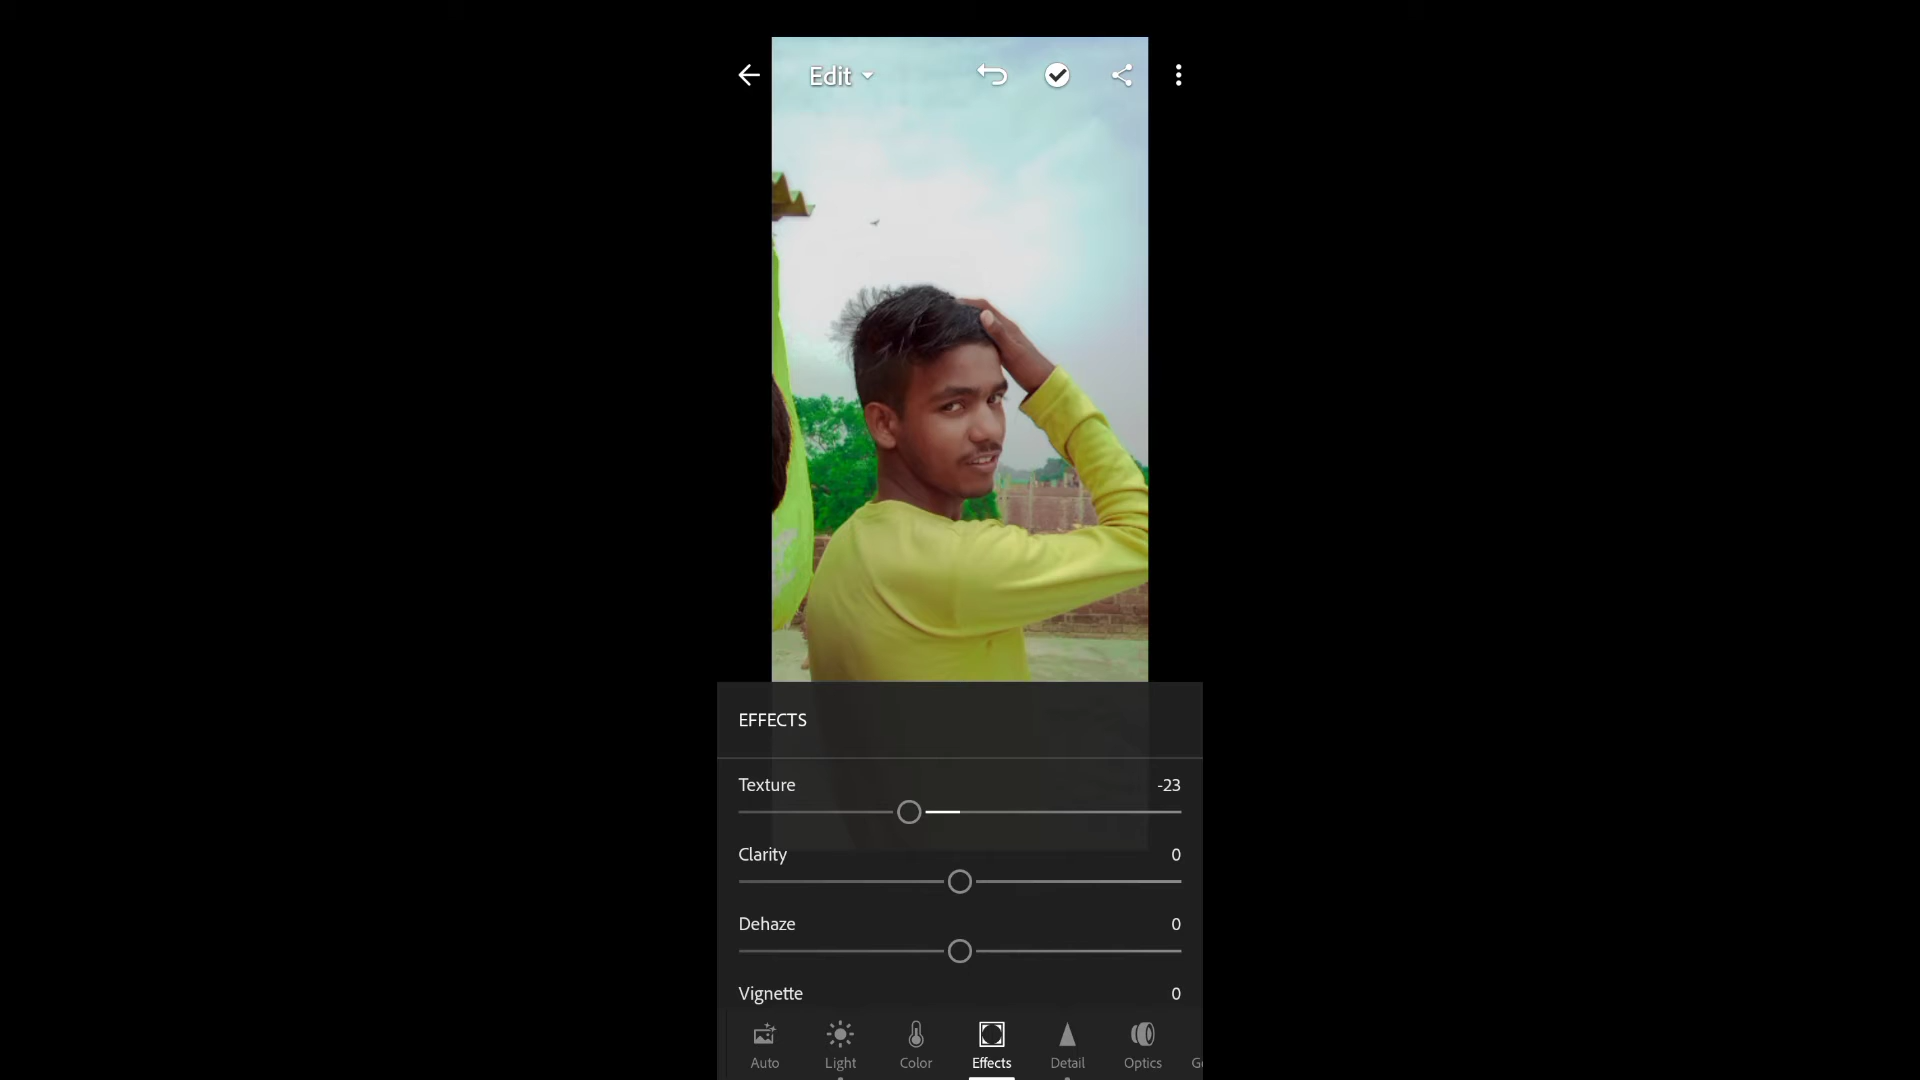 Edit
EFFECTS
Texture -23
Clarity 0
Dehaze 0
Vignette 0
Auto Light Color Effects Detail Optics